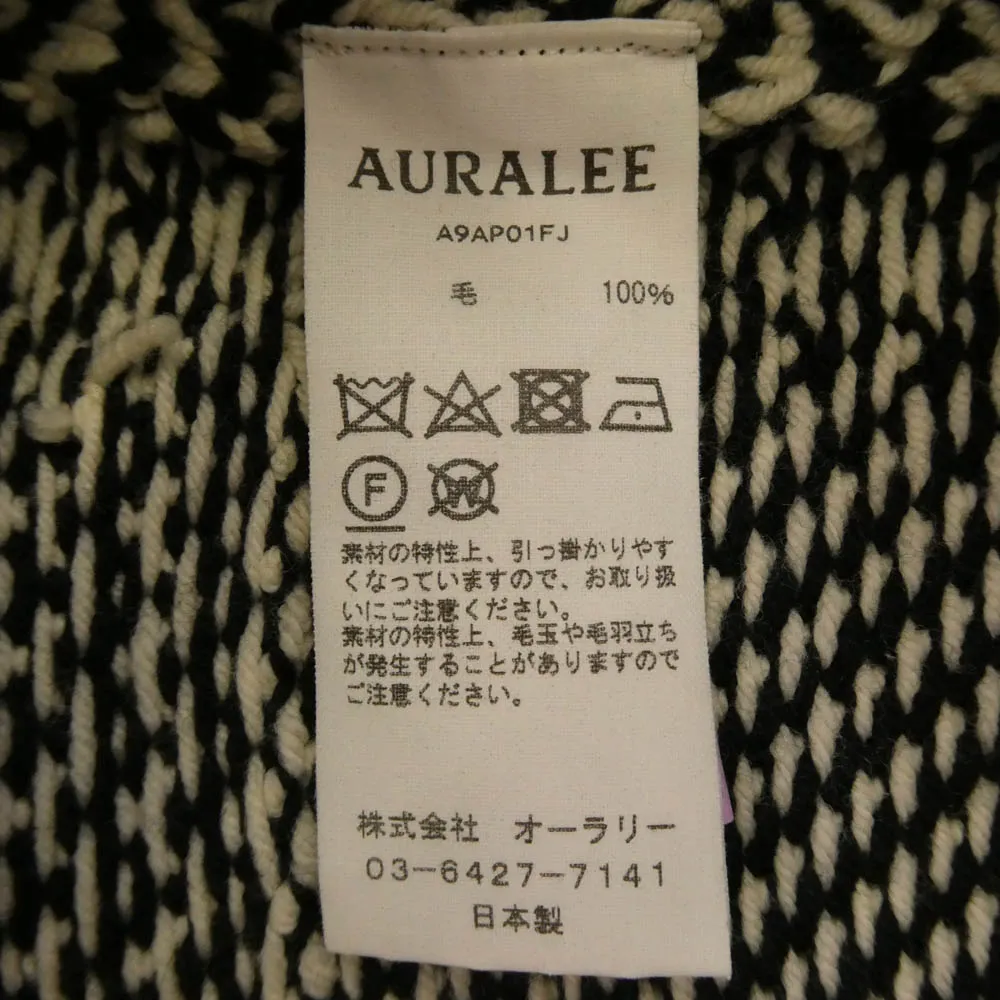 AURALEE
A9AP01FJ
毛 100%
F W
素材の特性上、引っ掛かりやす
くなっていますので、お取り扱
いにご注意ください。
素材の特性上、毛玉や毛羽立ち
が発生することがありますので
ご注意ください。
株式会社 オーラリー
03-6427-7141
日本製